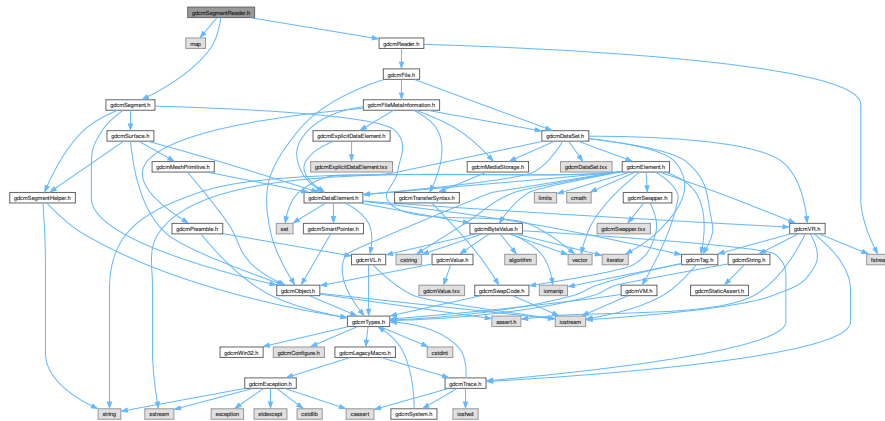 gdcmSegmentReader.h
map
gdcmReader.h
gdcmFile.h
gdcmSegment.h
gdcmFileMetaInformation.h
gdcmSurface.h
gdcmExplicitDataElement.h
gdcmDataSet.h
gdcmMeshPrimitive.h
gdcmExplicitDataElement.txx
gdcmMediaStorage.h
gdcmDataSet.txx
gdcmElement.h
gdcmSegmentHelper.h
gdcmDataElement.h
gdcmTransferSyntax.h
limits
cmath
gdcmSwapper.h
gdcmPreamble.h
set
gdcmSmartPointer.h
gdcmByteValue.h
gdcmSwapper.txx
gdcmVR.h
gdcmVL.h
cstring
gdcmValue.h
algorithm
vector
iterator
gdcmTag.h
gdcmString.h
fstream
gdcmObject.h
gdcmValue.txx
gdcmSwapCode.h
iomanip
gdcmVM.h
gdcmStaticAssert.h
gdcmTypes.h
assert.h
iostream
gdcmWin32.h
gdcmConfigure.h
gdcmLegacyMacro.h
cstdint
gdcmException.h
gdcmTrace.h
string
sstream
exception
stdexcept
cstdlib
cassert
gdcmSystem.h
iosfwd